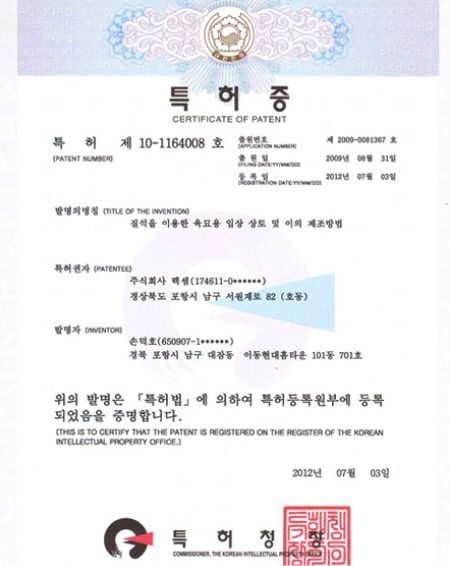 특허증
CERTIFICATE OF PATENT
특 허 제 10-1164008 호
(PATENT NUMBER)
출원번호 제 2009-0081367 호
(APPLICATION NUMBER)
출 원 일 2009년 08월 31일
(FILING DATE:YY/MM/DD)
등 록 일 2012년 07월 03일
(REGISTRATION DATE:YY/MM/DD)
발명의명칭 (TITLE OF THE INVENTION)
질석을 이용한 육묘용 입상 상토 및 이의 제조방법
특허권자 (PATENTEE)
주식회사 렉셈(174611-0******)
경상북도 포항시 남구 서원재로 82 (호동)
발명자 (INVENTOR)
손덕호(650907-1******)
경북 포항시 남구 대잠동 이동현대홈타운 101동 701호
위의 발명은 「특허법」에 의하여 특허등록원부에 등록
되었음을 증명합니다.
(THIS IS TO CERTIFY THAT THE PATENT IS REGISTERED ON THE REGISTER OF THE KOREAN
INTELLECTUAL PROPERTY OFFICE.)
2012년 07월 03일
특허청장
COMMISSIONER, THE KOREAN INTELLECTUAL PROPERTY OFFICE